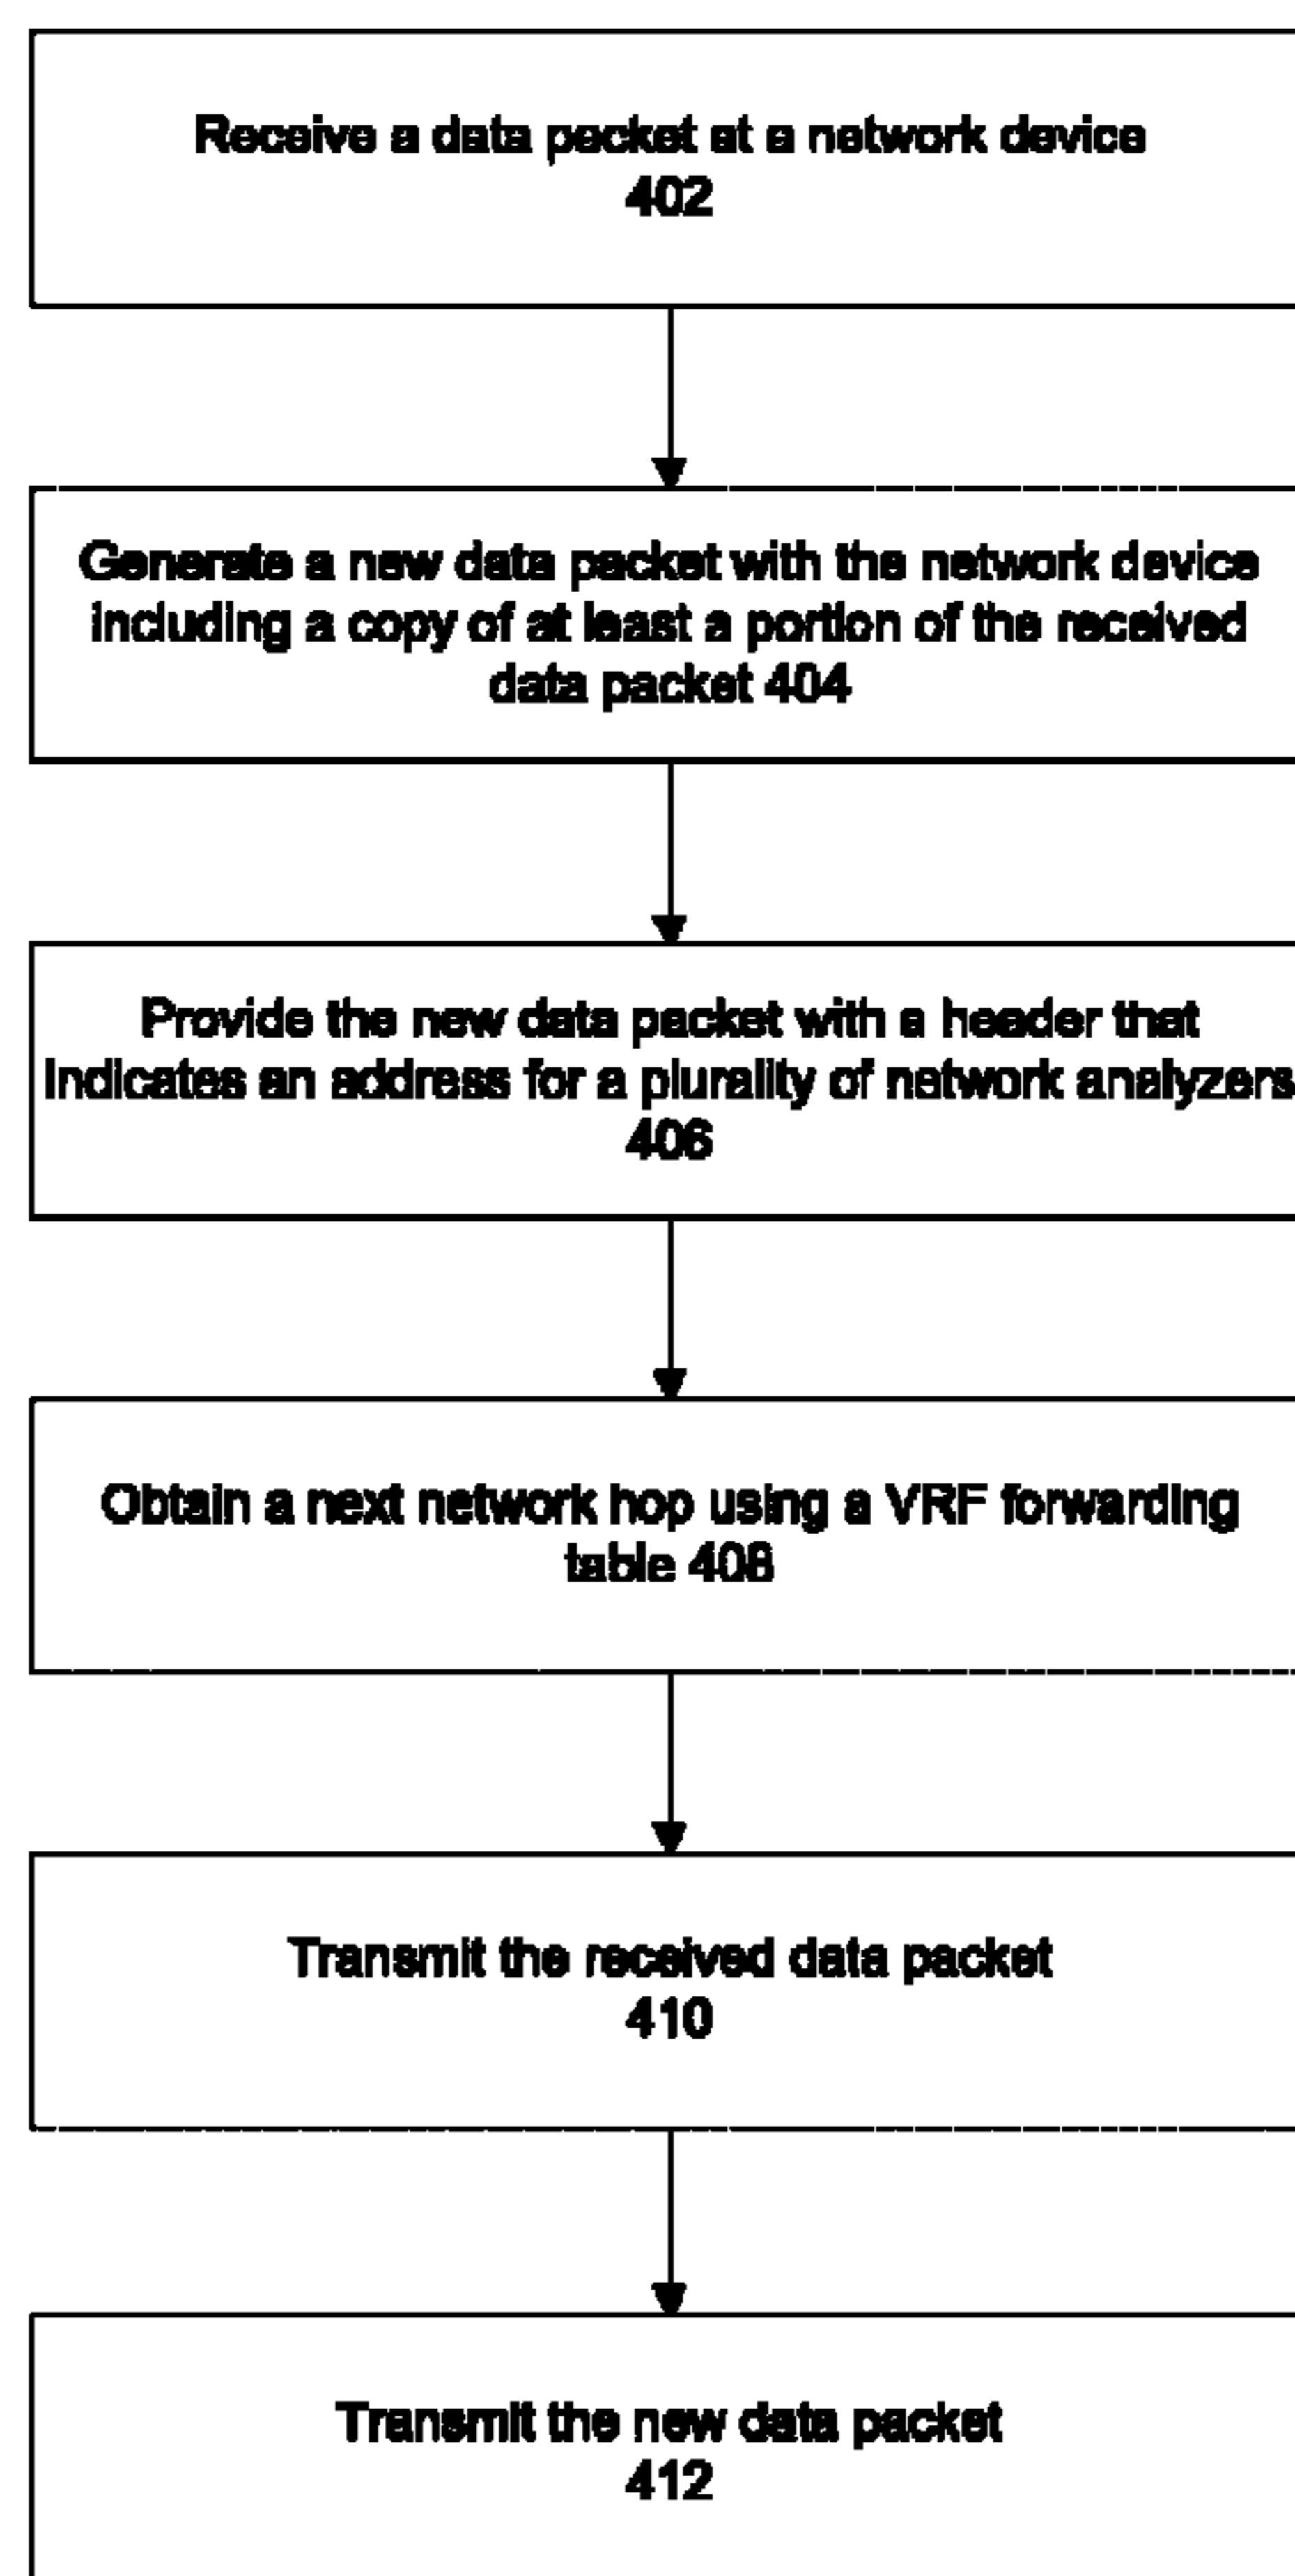 Receive a data packet at a network device
402
Generate a new data packet with the network device
including a copy of at least a portion of the received
data packet 404
Provide the new data packet with a header that
indicates an address for a plurality of network analyzers
406
Obtain a next network hop using a VRF forwarding
table 408
Transmit the received data packet
410
Transmit the new data packet
412